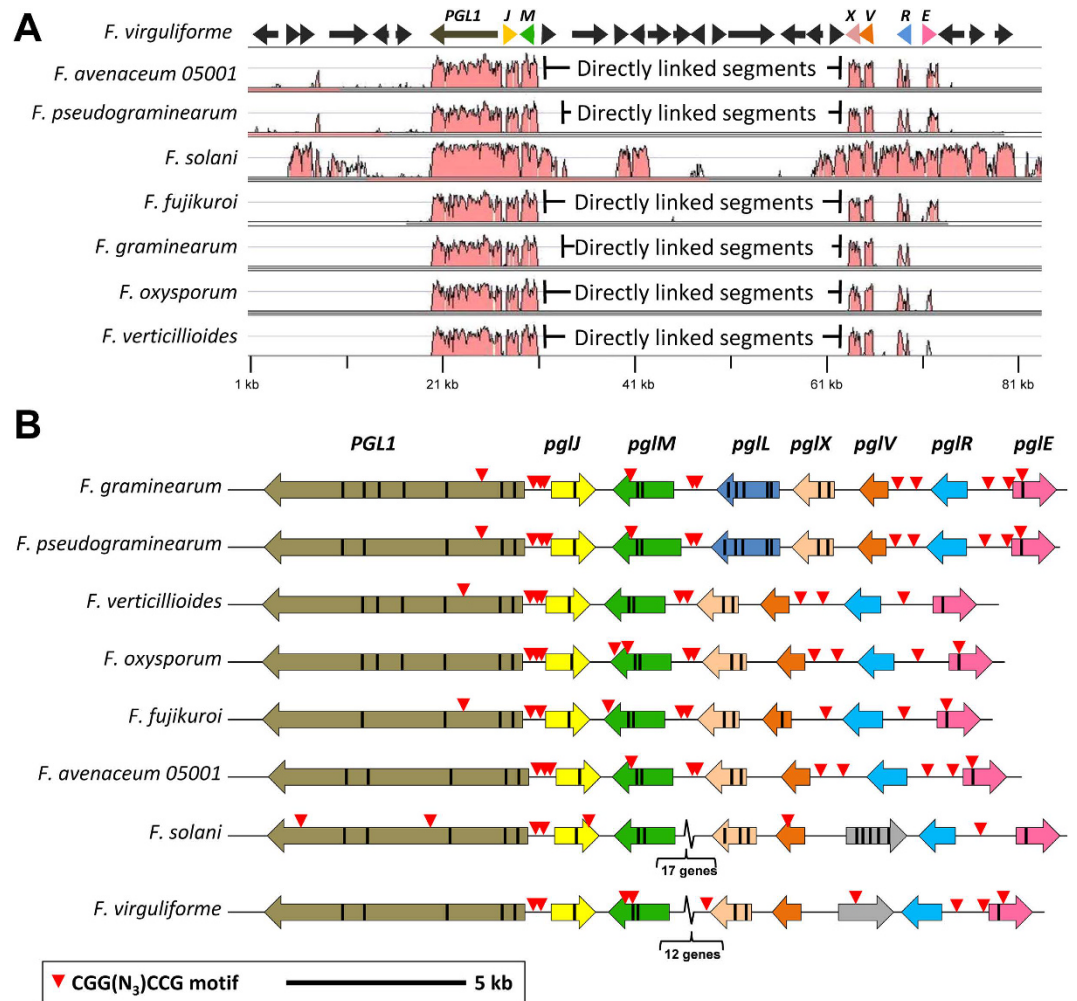 A
F. virguliforme PGL1 J M X V R E
F. avenaceum 05001 Directly linked segments
F. pseudograminearum Directly linked segments
F. solani
F. fujikuroi Directly linked segments
F. graminearum Directly linked segments
F. oxysporum Directly linked segments
F. verticillioides Directly linked segments
1 kb 21 kb 41 kb 61 kb 81 kb
B
PGL1 pglJ pglM pglL pglX pglV pglR pglE
F. graminearum
F. pseudograminearum
F. verticillioides
F. oxysporum
F. fujikuroi
F. avenaceum 05001
F. solani
17 genes
F. virguliforme
12 genes
CGG(N₃)CCG motif 5 kb